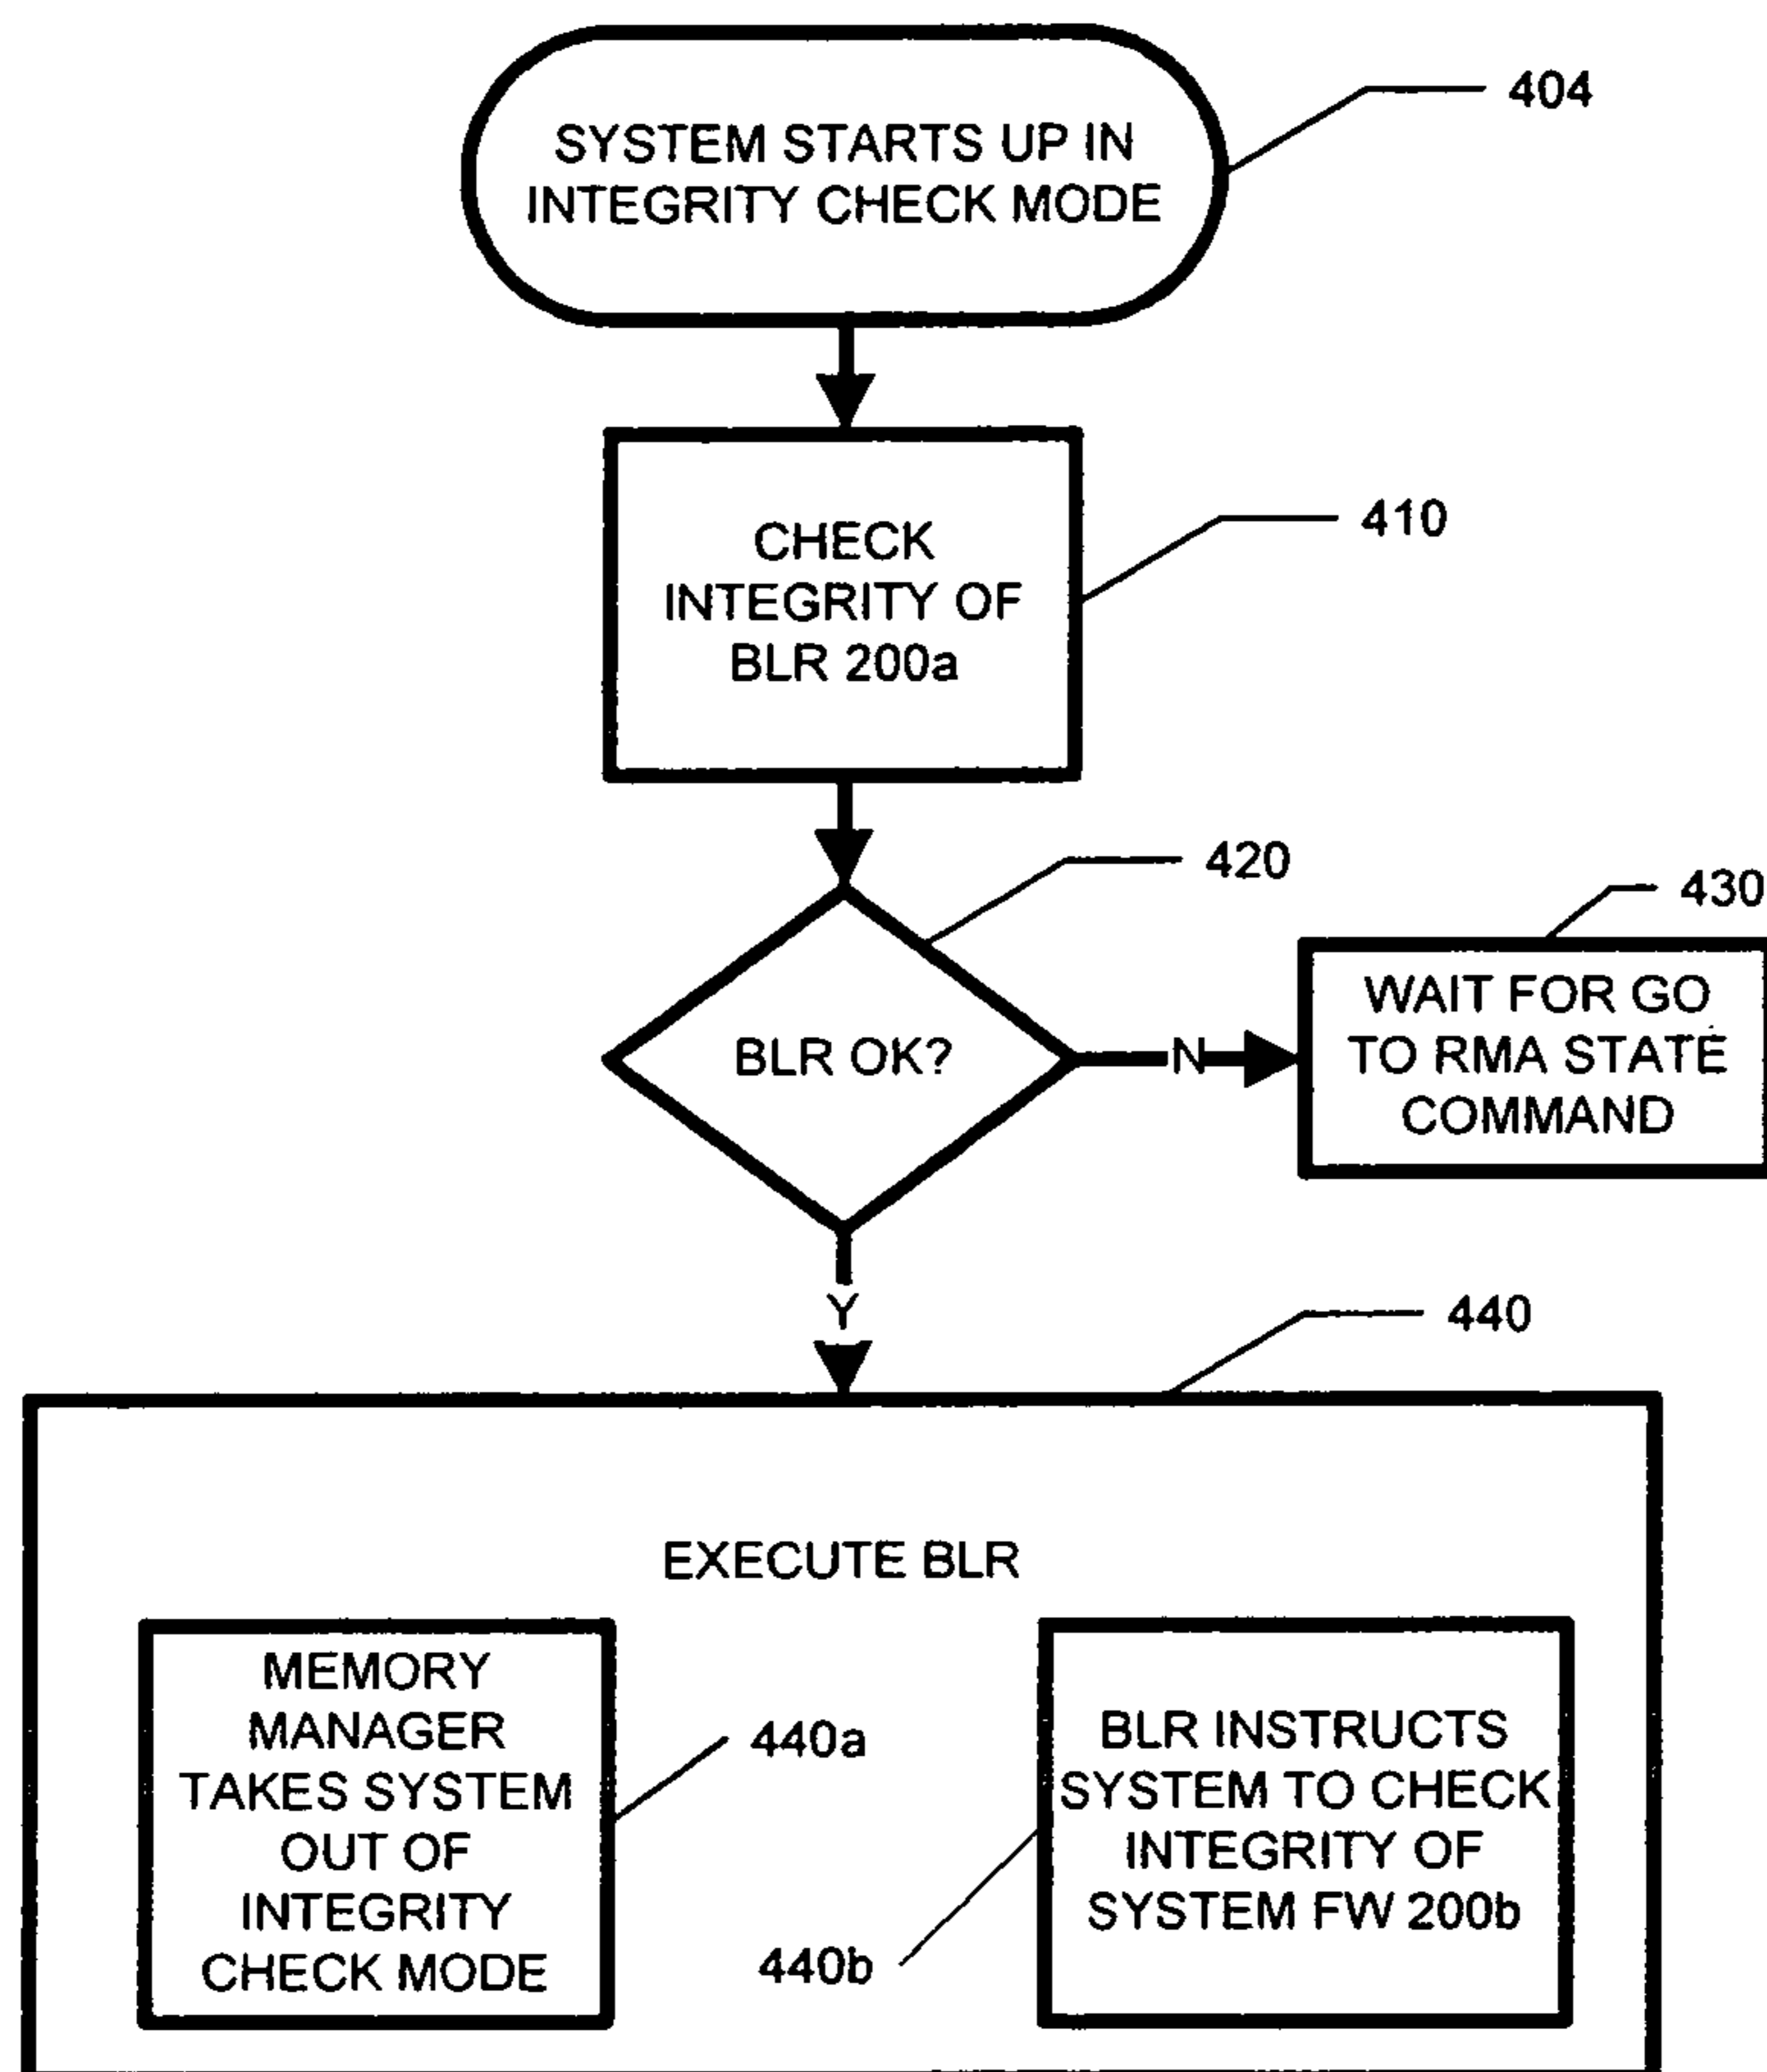 SYSTEM STARTS UP IN
INTEGRITY CHECK MODE
404
CHECK
INTEGRITY OF
BLR 200a
410
420
430
BLR OK?
N
WAIT FOR GO
TO RMA STATE
COMMAND
Y
440
EXECUTE BLR
MEMORY
MANAGER
TAKES SYSTEM
OUT OF
INTEGRITY
CHECK MODE
440a
BLR INSTRUCTS
SYSTEM TO CHECK
INTEGRITY OF
SYSTEM FW 200b
440b